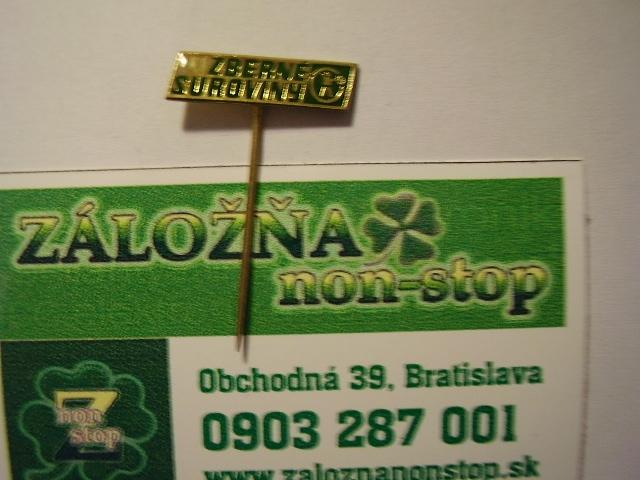 ZBERNÉ
SUROVINY
ZÁLOŽŇA
non-stop
Obchodná 39, Bratislava
0903 287 001
www.zaloznanonstop.sk
Z
non
stop